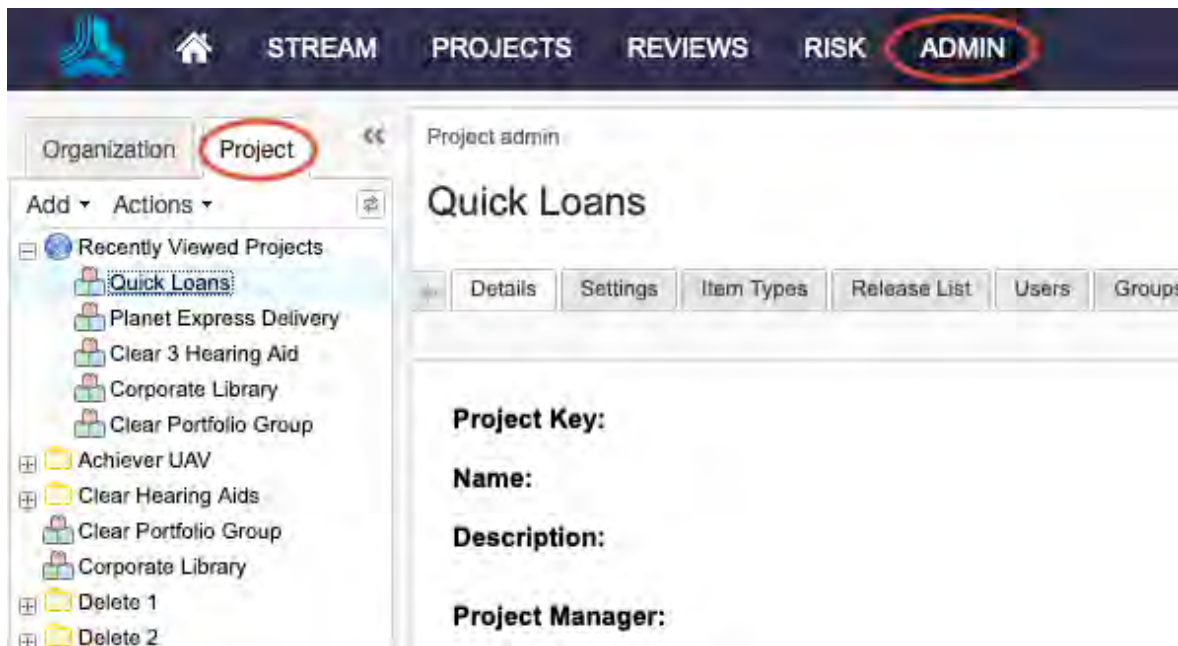 STREAM PROJECTS REVIEWS RISK ADMIN
Organization Project
Add Actions
Recently Viewed Projects
Quick Loans
Planet Express Delivery
Clear 3 Hearing Aid
Corporate Library
Clear Portfolio Group
Achiever UAV
Clear Hearing Aids
Clear Portfolio Group
Corporate Library
Delete 1
Delete 2
Project admin
Quick Loans
Details Settings Item Types Release List Users Groups
Project Key:
Name:
Description:
Project Manager: